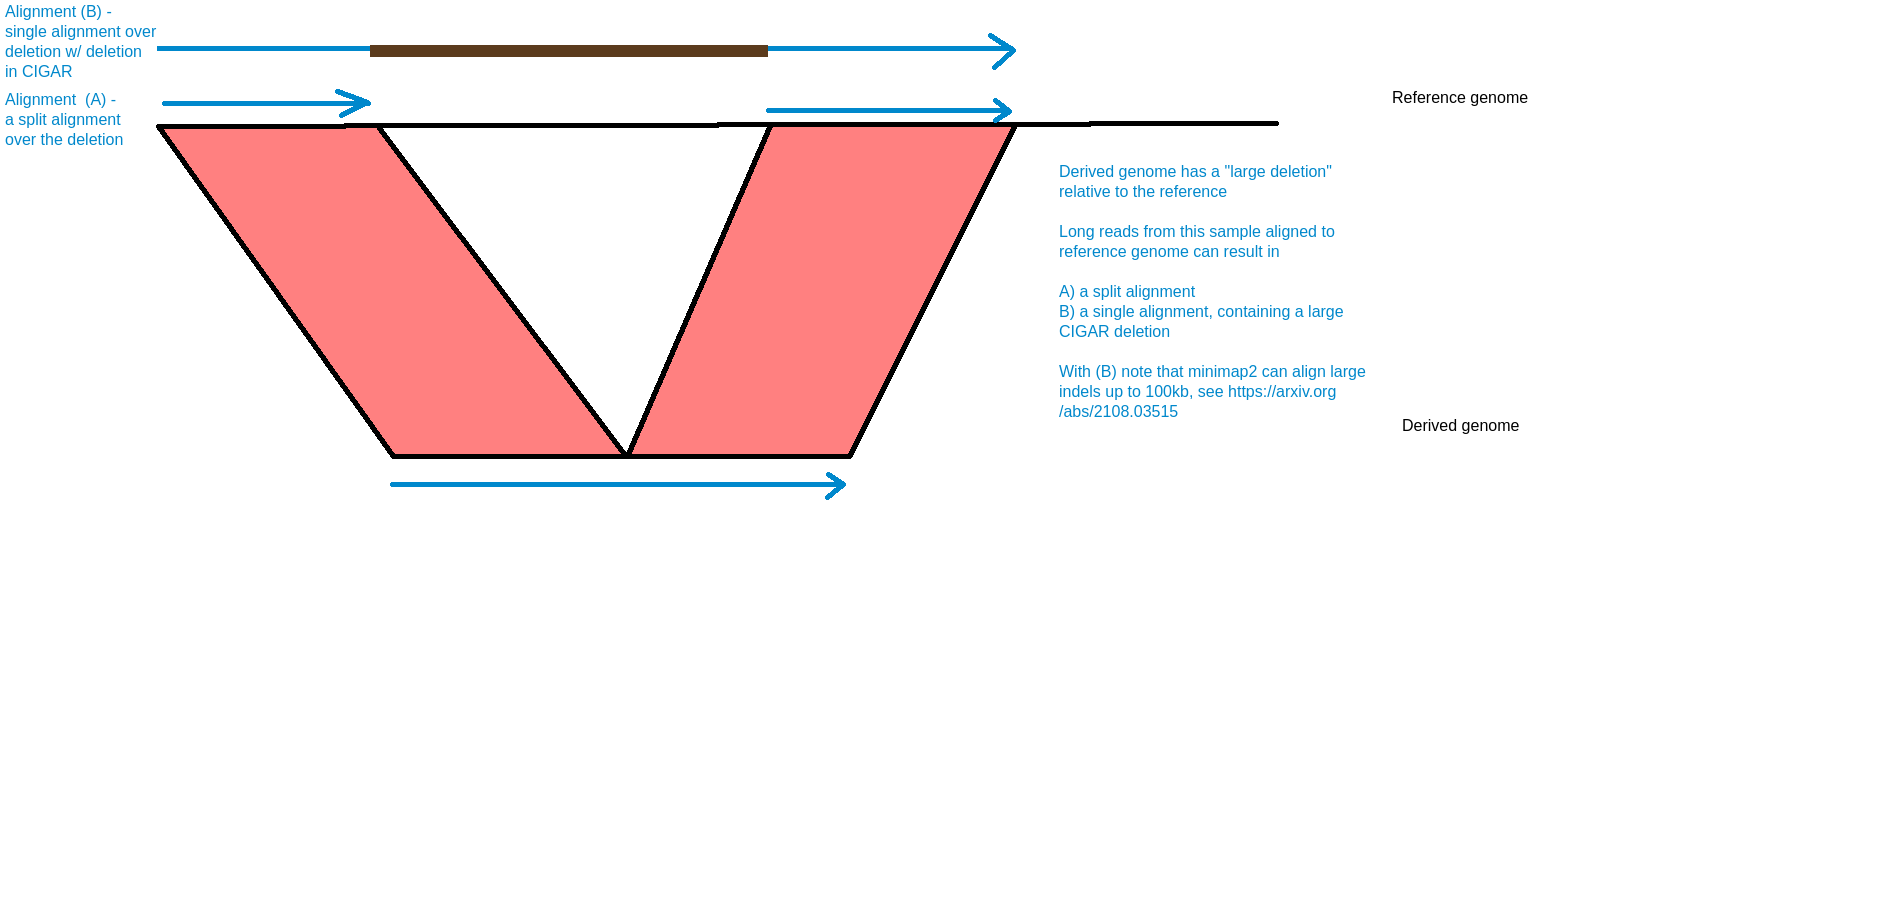 Alignment (B) -
single alignment over
deletion w/ deletion
in CIGAR
Alignment  (A) -
a split alignment
over the deletion
Reference genome
Derived genome has a "large deletion"
relative to the reference
Long reads from this sample aligned to
reference genome can result in
A) a split alignment
B) a single alignment, containing a large
CIGAR deletion
With (B) note that minimap2 can align large
indels up to 100kb, see https://arxiv.org
/abs/2108.03515
Derived genome